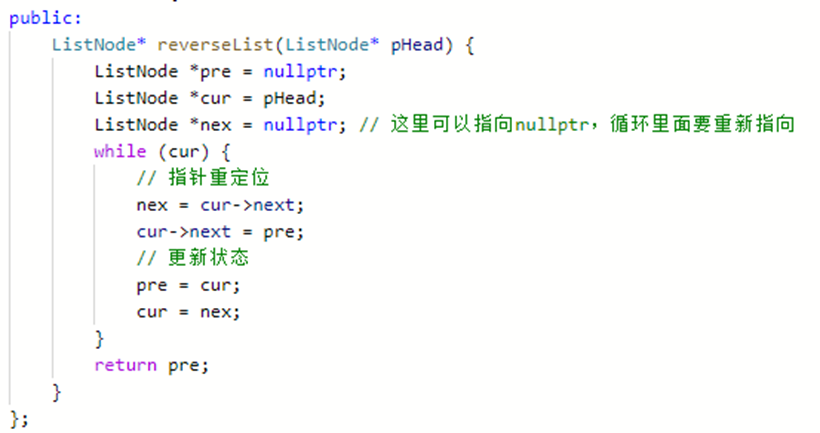 public:
    ListNode* reverseList(ListNode* pHead) {
        ListNode *pre = nullptr;
        ListNode *cur = pHead;
        ListNode *nex = nullptr; // 这里可以指向nullptr，循环里面要重新指向
        while (cur) {
            // 指针重定位
            nex = cur->next;
            cur->next = pre;
            // 更新状态
            pre = cur;
            cur = nex;
        }
        return pre;
    }
};